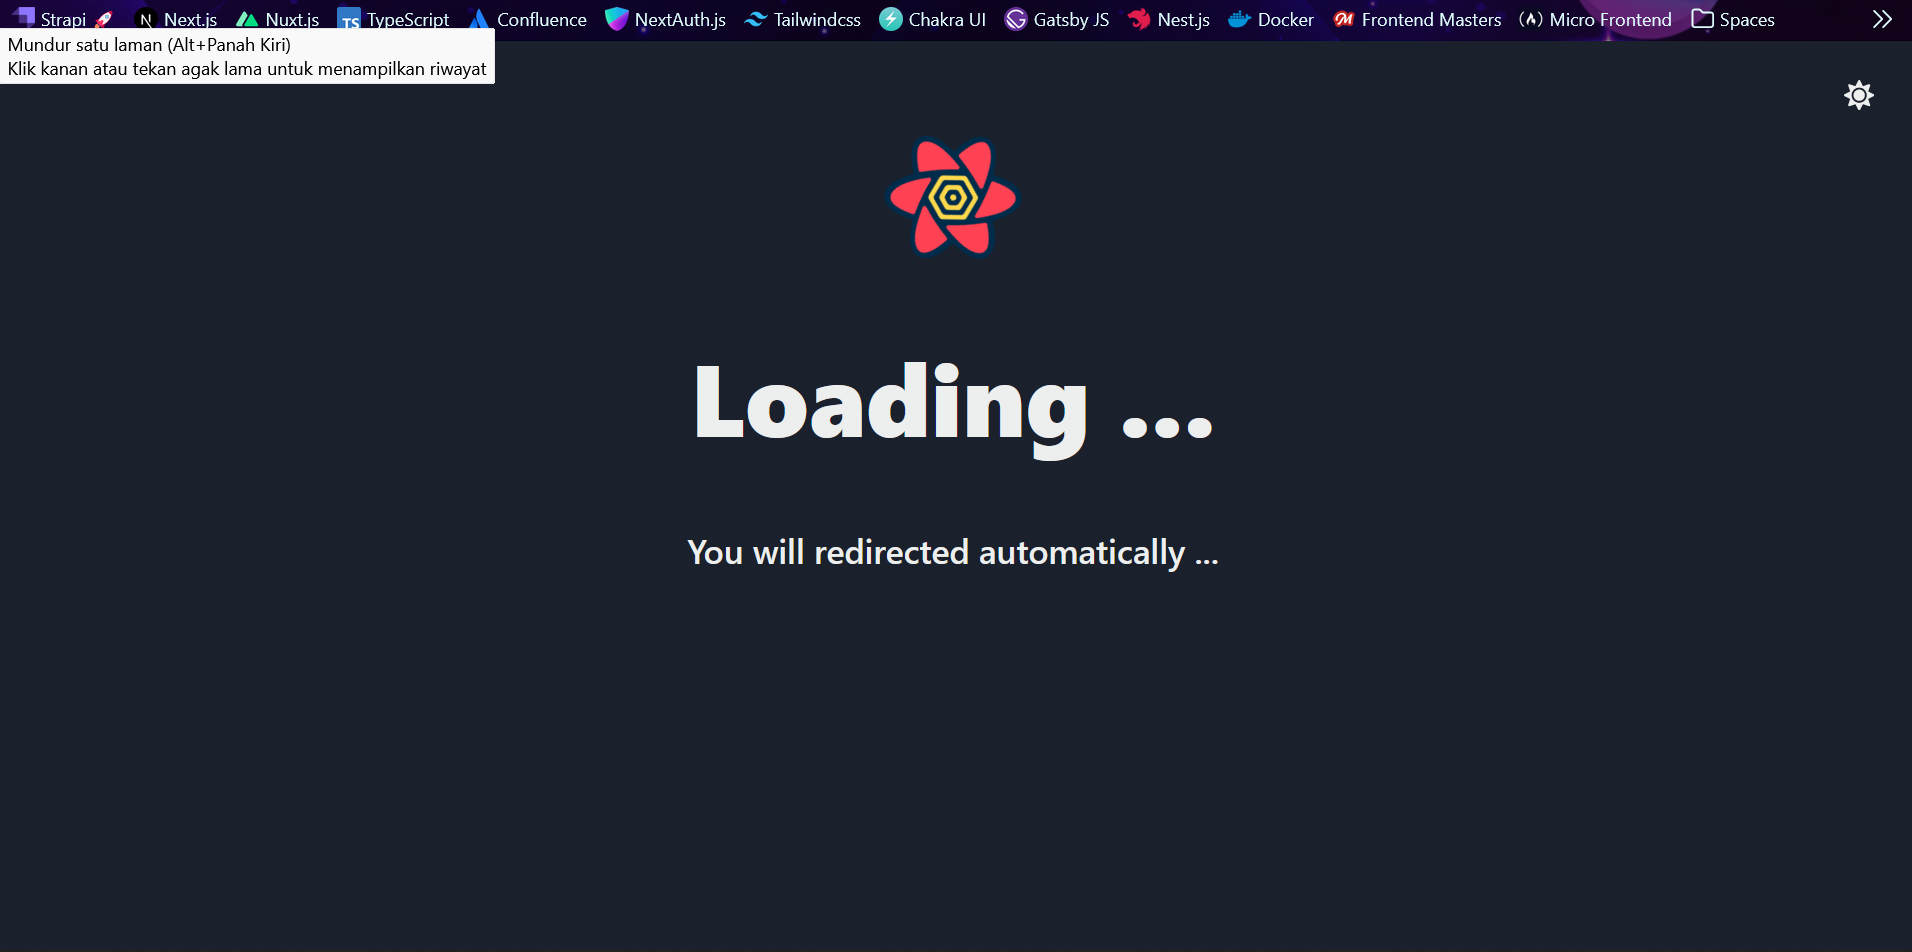 Strapi 🚀 Next.js Nuxt.js TypeScript Confluence NextAuth.js Tailwindcss Chakra UI Gatsby JS Nest.js Docker Frontend Masters Micro Frontend Spaces
Mundur satu laman (Alt+Panah Kiri)
Klik kanan atau tekan agak lama untuk menampilkan riwayat
Loading ...
You will redirected automatically ...